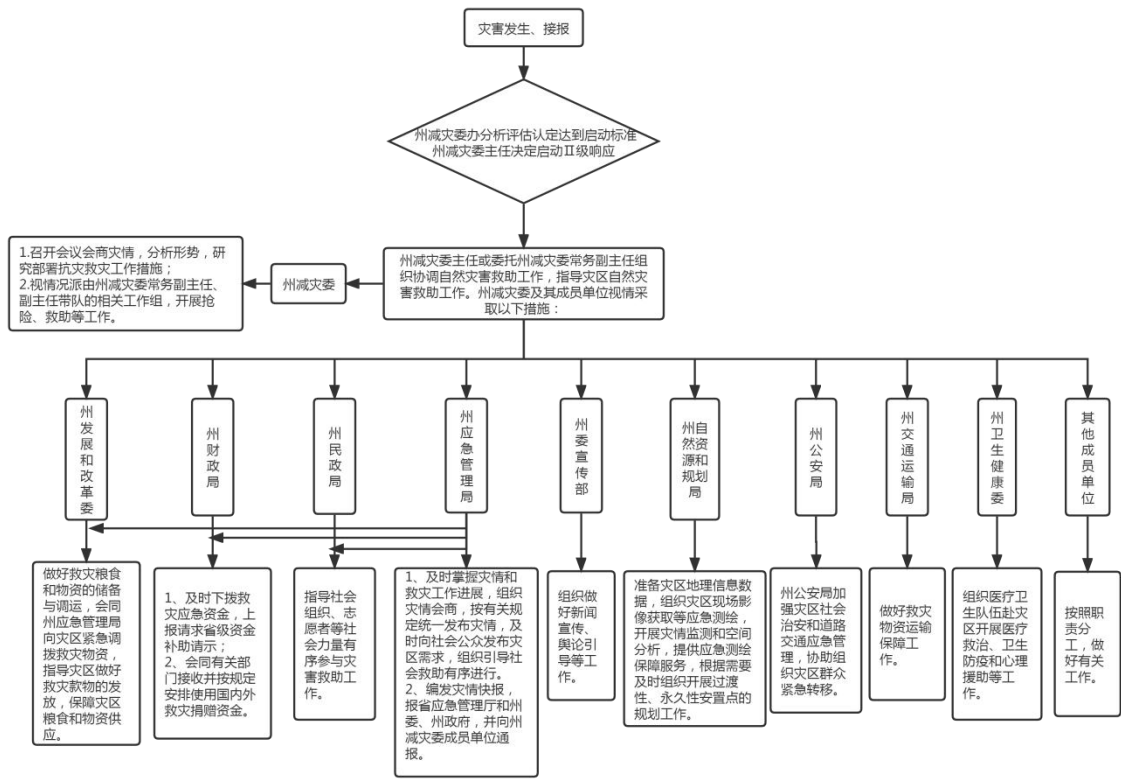 灾害发生、接报
州减灾委办分析评估认定达到启动标准
州减灾委主任决定启动Ⅱ级响应
1.召开会议会商灾情，分析形势，研
究部署抗灾救灾工作措施；
2.视情况派由州减灾委常务副主任、
副主任带队的相关工作组，开展抢
险、救助等工作。
州减灾委
州减灾委主任或委托州减灾委常务副主任组
织协调自然灾害救助工作，指导灾区自然灾
害救助工作。州减灾委及其成员单位视情采
取以下措施：
州发展和改革委
州财政局
州民政局
州应急管理局
州委宣传部
州自然资源和规划局
州公安局
州交通运输局
州卫生健康委
其他成员单位
做好救灾粮食
和物资的储备
与调运，会同
州应急管理局
向灾区紧急调
拨救灾物资，
指导灾区做好
救灾款物的发
放，保障灾区
粮食和物资供
应。
1、及时下拨救
灾应急资金，上
报请求省级资金
补助请示；
2、会同有关部
门接收并按规定
安排使用国内外
救灾捐赠资金。
指导社会
组织、志
愿者等社
会力量有
序参与灾
害救助工
作。
1、及时掌握灾情和
救灾工作进展，组织
灾情会商，按有关规
定统一发布灾情，及
时向社会公众发布灾
区需求，组织引导社
会救助有序进行。
2、编发灾情快报，
报省应急管理厅和州
委、州政府，并向州
减灾委成员单位通
报。
组织做
好新闻
宣传、
舆论引
导等工
作。
准备灾区地理信息数
据，组织灾区现场影
像获取等应急测绘，
开展灾情监测和空间
分析，提供应急测绘
保障服务，根据需要
及时组织开展过渡
性、永久性安置点的
规划工作。
州公安局加
强灾区社会
治安和道路
交通应急管
理，协助组
织灾区群众
紧急转移。
做好救灾
物资运输
保障工
作。
组织医疗卫
生队伍赴灾
区开展医疗
救治、卫生
防疫和心理
援助等工
作。
按照职
责分
工，做
好有关
工作。